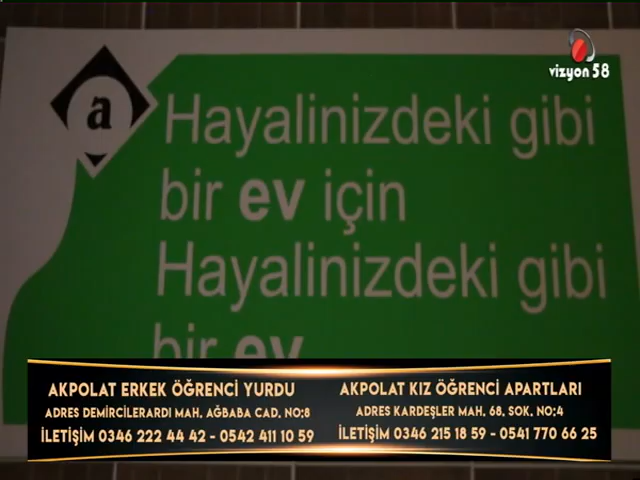 vizyon 58
a
Hayalinizdeki gibi
bir ev için
Hayalinizdeki gibi
bir ev
AKPOLAT ERKEK ÖĞRENCİ YURDU
ADRES DEMİRCİLERARDI MAH, AĞBABA CAD, NO;8
İLETİŞİM 0346 222 44 42 - 0542 411 10 59
AKPOLAT KIZ ÖĞRENCİ APARTLARI
ADRES KARDEŞLER MAH, 68, SOK, NO;4
İLETİŞİM 0346 215 18 59 - 0541 770 66 25